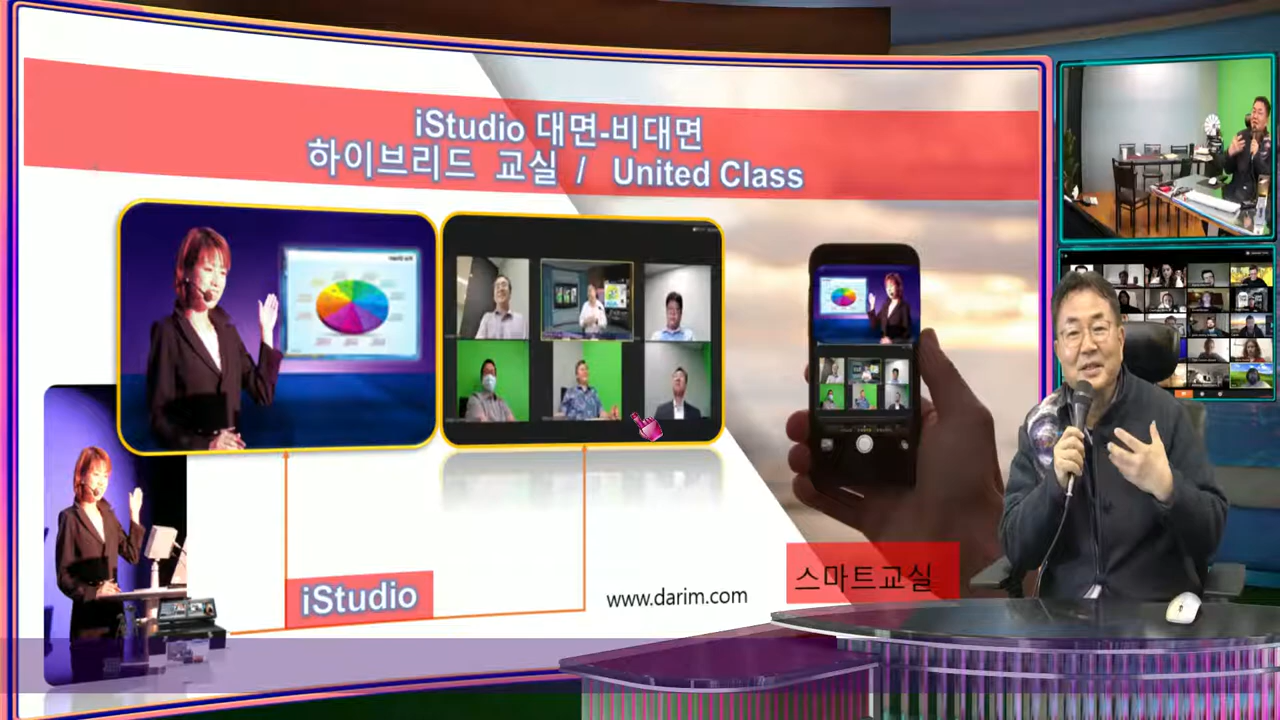 iStudio 대면-비대면
하이브리드 교실 / United Class
iStudio
www.darim.com
스마트교실